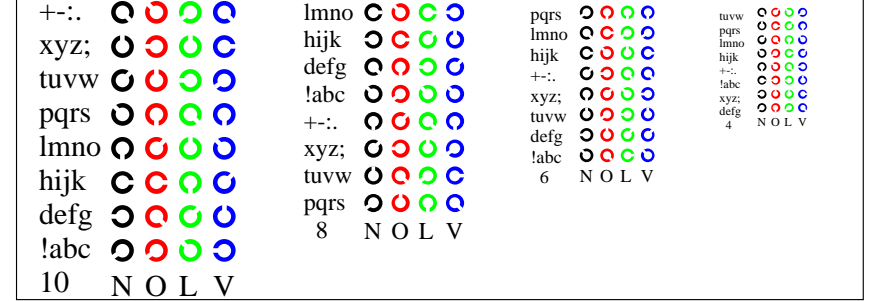 +-:.
xyz;
tuvw
pqrs
lmno
hijk
defg
!abc
10 N O L V
lmno
hijk
defg
!abc
+-:.
xyz;
tuvw
pqrs
8 N O L V
pqrs
lmno
hijk
+-:.
xyz;
tuvw
defg
!abc
6 N O L V
tuvw
pqrs
lmno
hijk
+-:.
!abc
xyz;
defg
4 N O L V